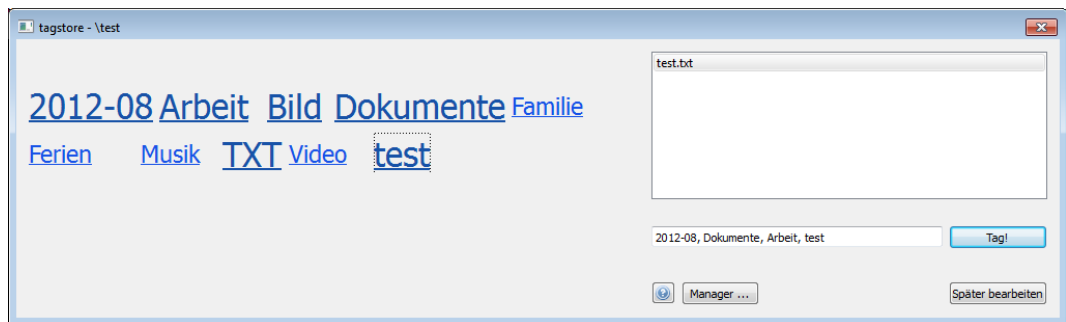 tagstore - \test
2012-08 Arbeit Bild Dokumente Familie
Ferien Musik TXT Video test
test.txt
2012-08, Dokumente, Arbeit, test
Tag!
Manager ...
Später bearbeiten